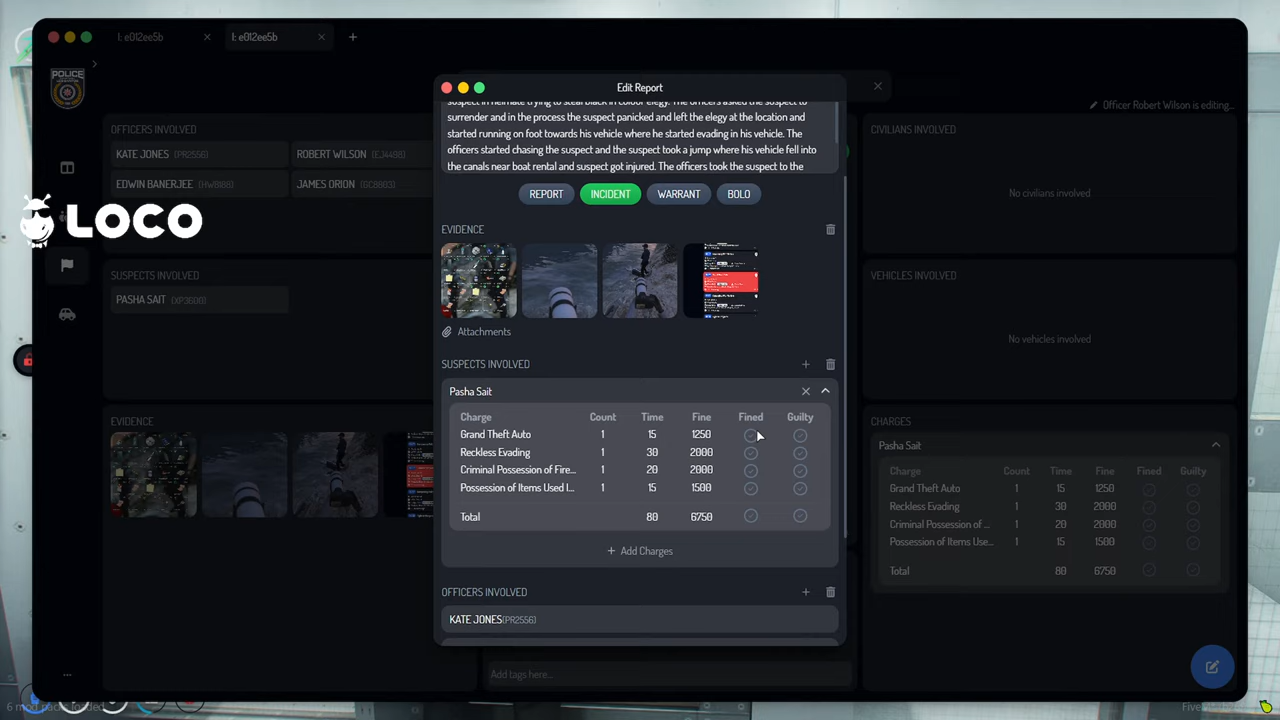 I: e012ee5b
I: e012ee5b
POLICE
Edit Report
Officer Robert Wilson is editing...
OFFICERS INVOLVED
KATE JONES (PR2556)
ROBERT WILSON (EJ4498)
EDWIN BANERJEE (HW8188)
JAMES ORION (GC8803)
LOCO
SUSPECTS INVOLVED
PASHA SAIT (XP3600)
EVIDENCE
suspect in helmate trying to steal black in colour elegy. The officers asked the suspect to
surrender and in the process the suspect panicked and left the elegy at the location and
started running on foot towards his vehicle where he started evading in his vehicle. The
officers started chasing the suspect and the suspect took a jump where his vehicle fell into
the canals near boat rental and suspect got injured. The officers took the suspect to the
REPORT INCIDENT WARRANT BOLO
EVIDENCE
Attachments
SUSPECTS INVOLVED
Pasha Sait
Charge Count Time Fine Fined Guilty
Grand Theft Auto 1 15 1250
Reckless Evading 1 30 2000
Criminal Possession of Fire... 1 20 2000
Possession of Items Used I... 1 15 1500
Total 80 6750
+ Add Charges
OFFICERS INVOLVED
KATE JONES(PR2556)
Add tags here...
CIVILIANS INVOLVED
No civilians involved
VEHICLES INVOLVED
No vehicles involved
CHARGES
Pasha Sait
Charge Count Time Fine Fined Guilty
Grand Theft Auto 1 15 1250
Reckless Evading 1 30 2000
Criminal Possession of ... 1 20 2000
Possession of Items Use... 1 15 1500
Total 80 6750
6 mod packs loaded